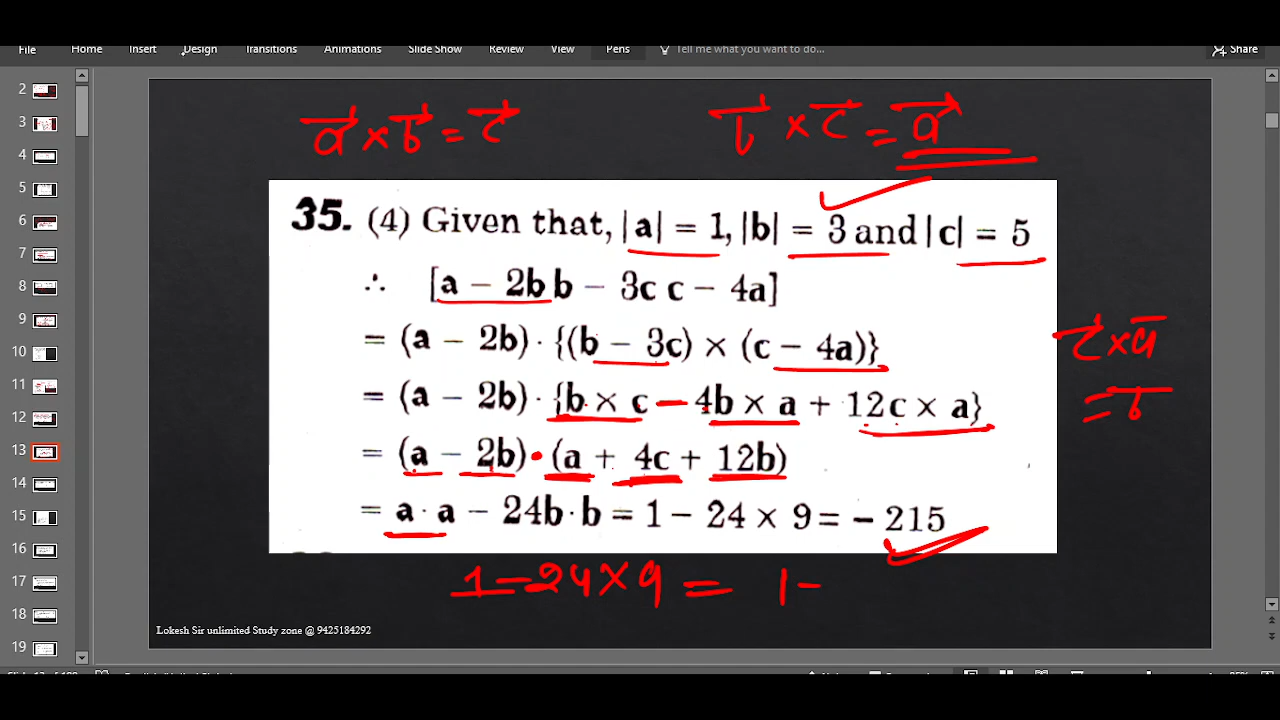 File Home Insert Design Transitions Animations Slide Show Review View Pens Tell me what you want to do... Share
a⃗ × b⃗ = c⃗
b⃗ × c⃗ = a⃗
35. (4) Given that, |a| = 1, |b| = 3 and |c| = 5
∴ [a − 2b b − 3c c − 4a]
= (a − 2b) · {(b − 3c) × (c − 4a)}
= (a − 2b) · {b × c − 4b × a + 12c × a}
= (a − 2b) · (a + 4c + 12b)
= a · a − 24b · b = 1 − 24 × 9 = − 215
c⃗ × a⃗
= b⃗
1 − 24 × 9 = 1 −
Lokesh Sir unlimited Study zone @ 9425184292
2
3
4
5
6
7
8
9
10
11
12
13
14
15
16
17
18
19